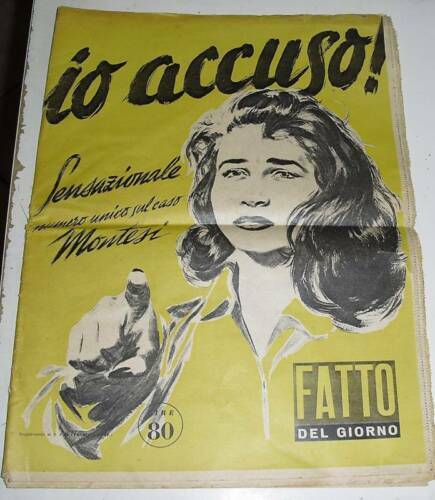 io accuso!
Sensazionale
numero unico sul caso
Montesi
LIRE
80
FATTO
DEL GIORNO